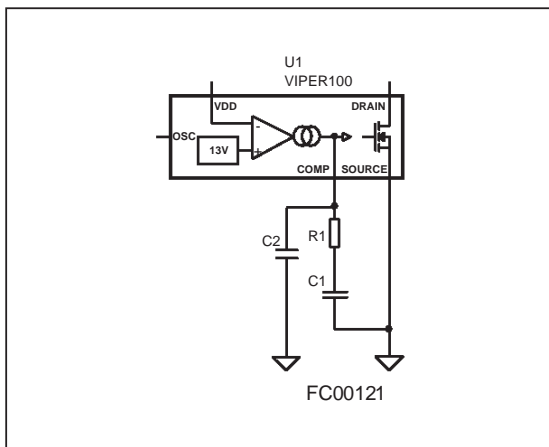 U1
VIPER100
VDD
DRAIN
-
OSC
13V
+
COMP
SOURCE
C2
R1
C1
FC00121